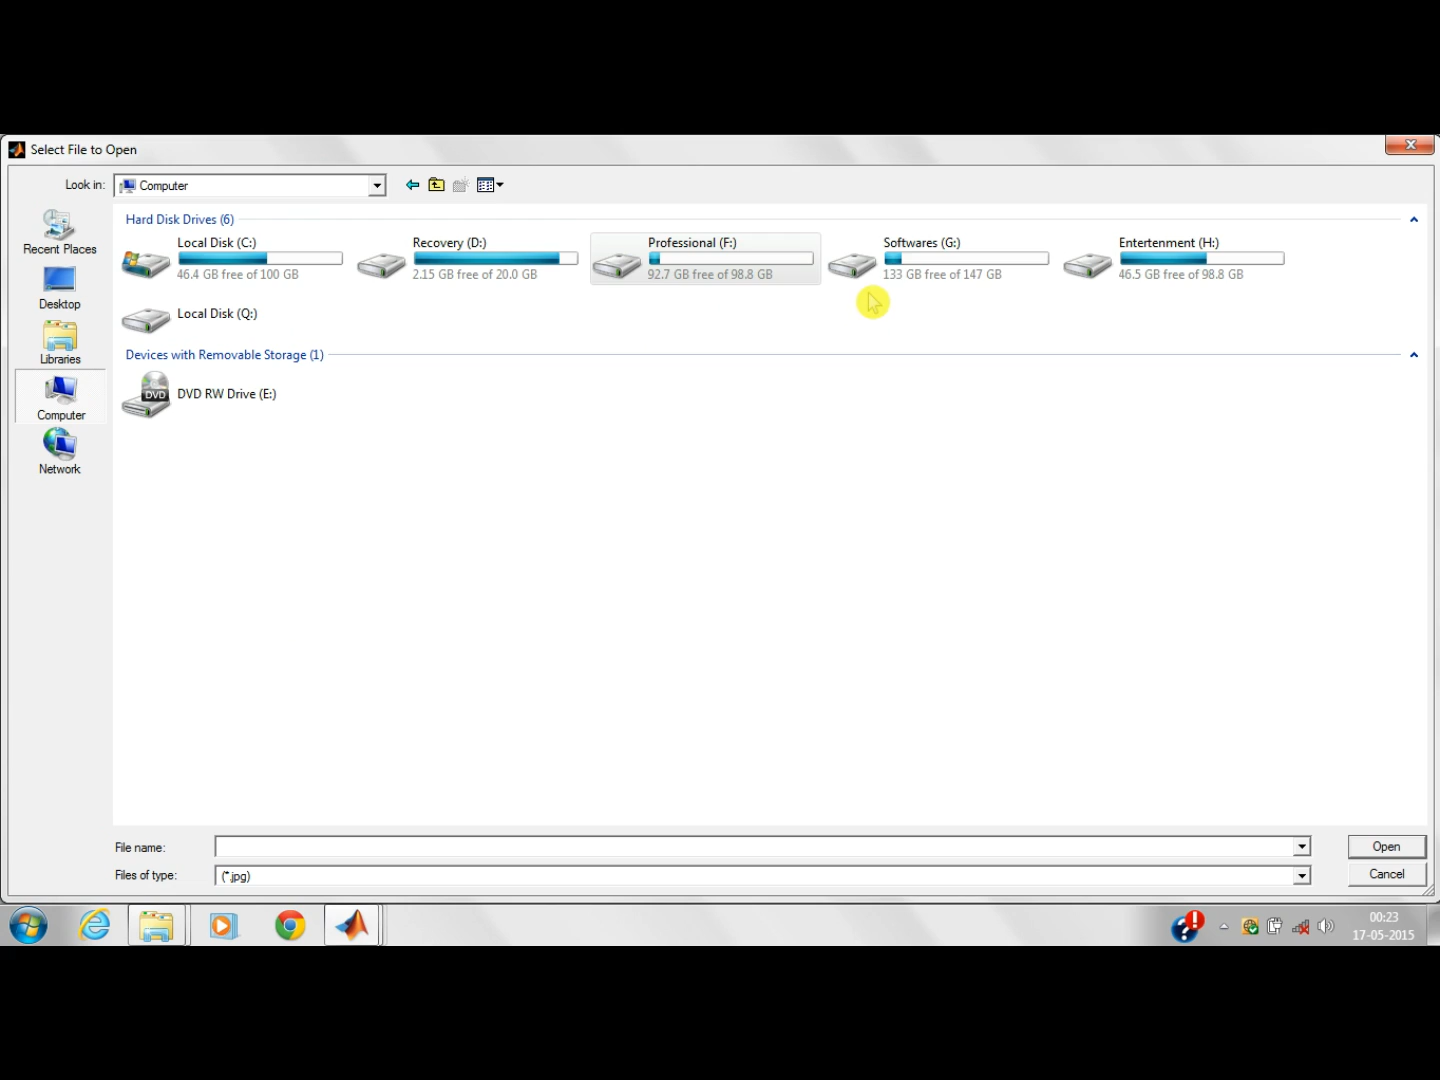 Select File to Open
Look in:
Computer
Recent Places
Desktop
Libraries
Computer
Network
Hard Disk Drives (6)
Local Disk (C:)
46.4 GB free of 100 GB
Recovery (D:)
2.15 GB free of 20.0 GB
Professional (F:)
92.7 GB free of 98.8 GB
Softwares (G:)
133 GB free of 147 GB
Entertenment (H:)
46.5 GB free of 98.8 GB
Local Disk (Q:)
Devices with Removable Storage (1)
DVD
DVD RW Drive (E:)
File name:
Open
Files of type:
(*.jpg)
Cancel
00:23
17-05-2015